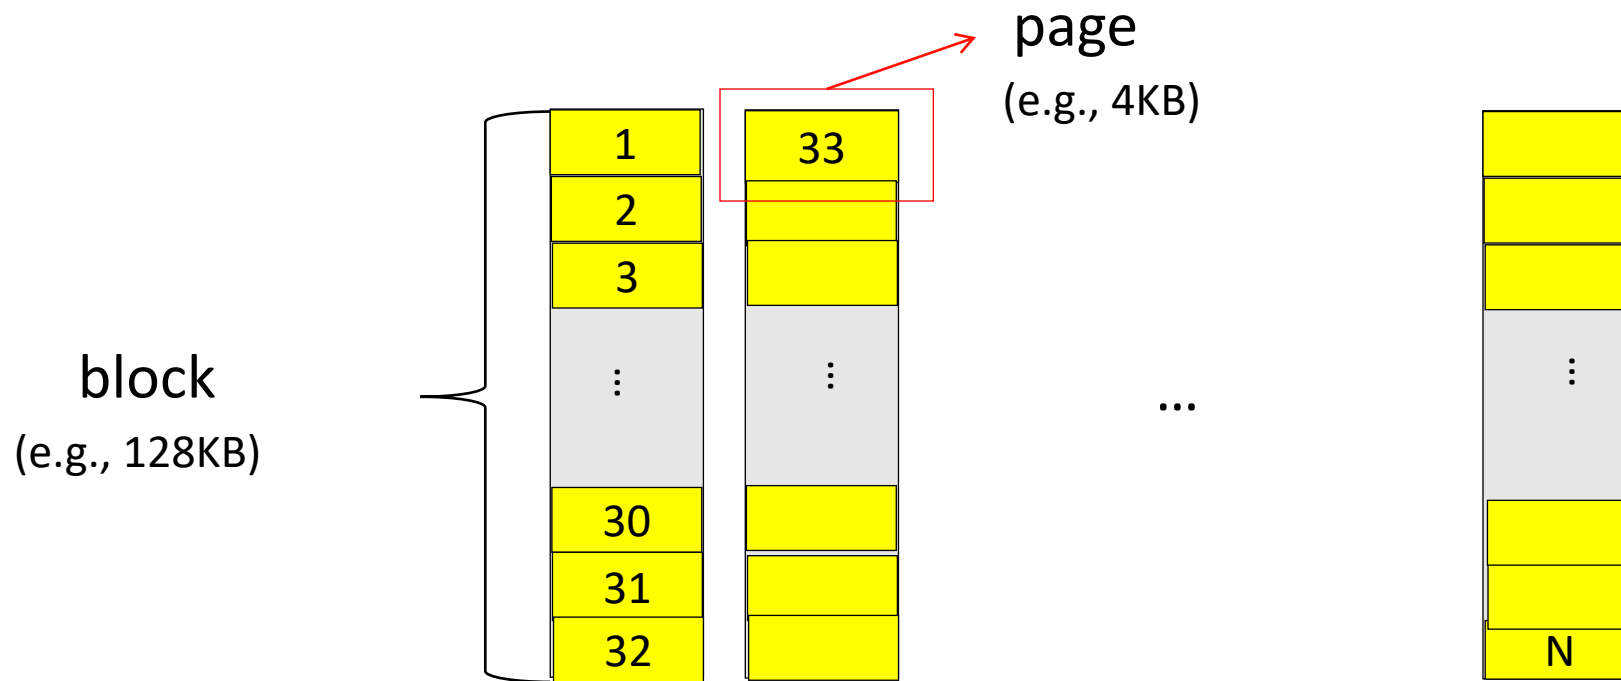 page
(e.g., 4KB)
1
33
2
3
block
(e.g., 128KB)
...
...
...
...
30
31
32
N